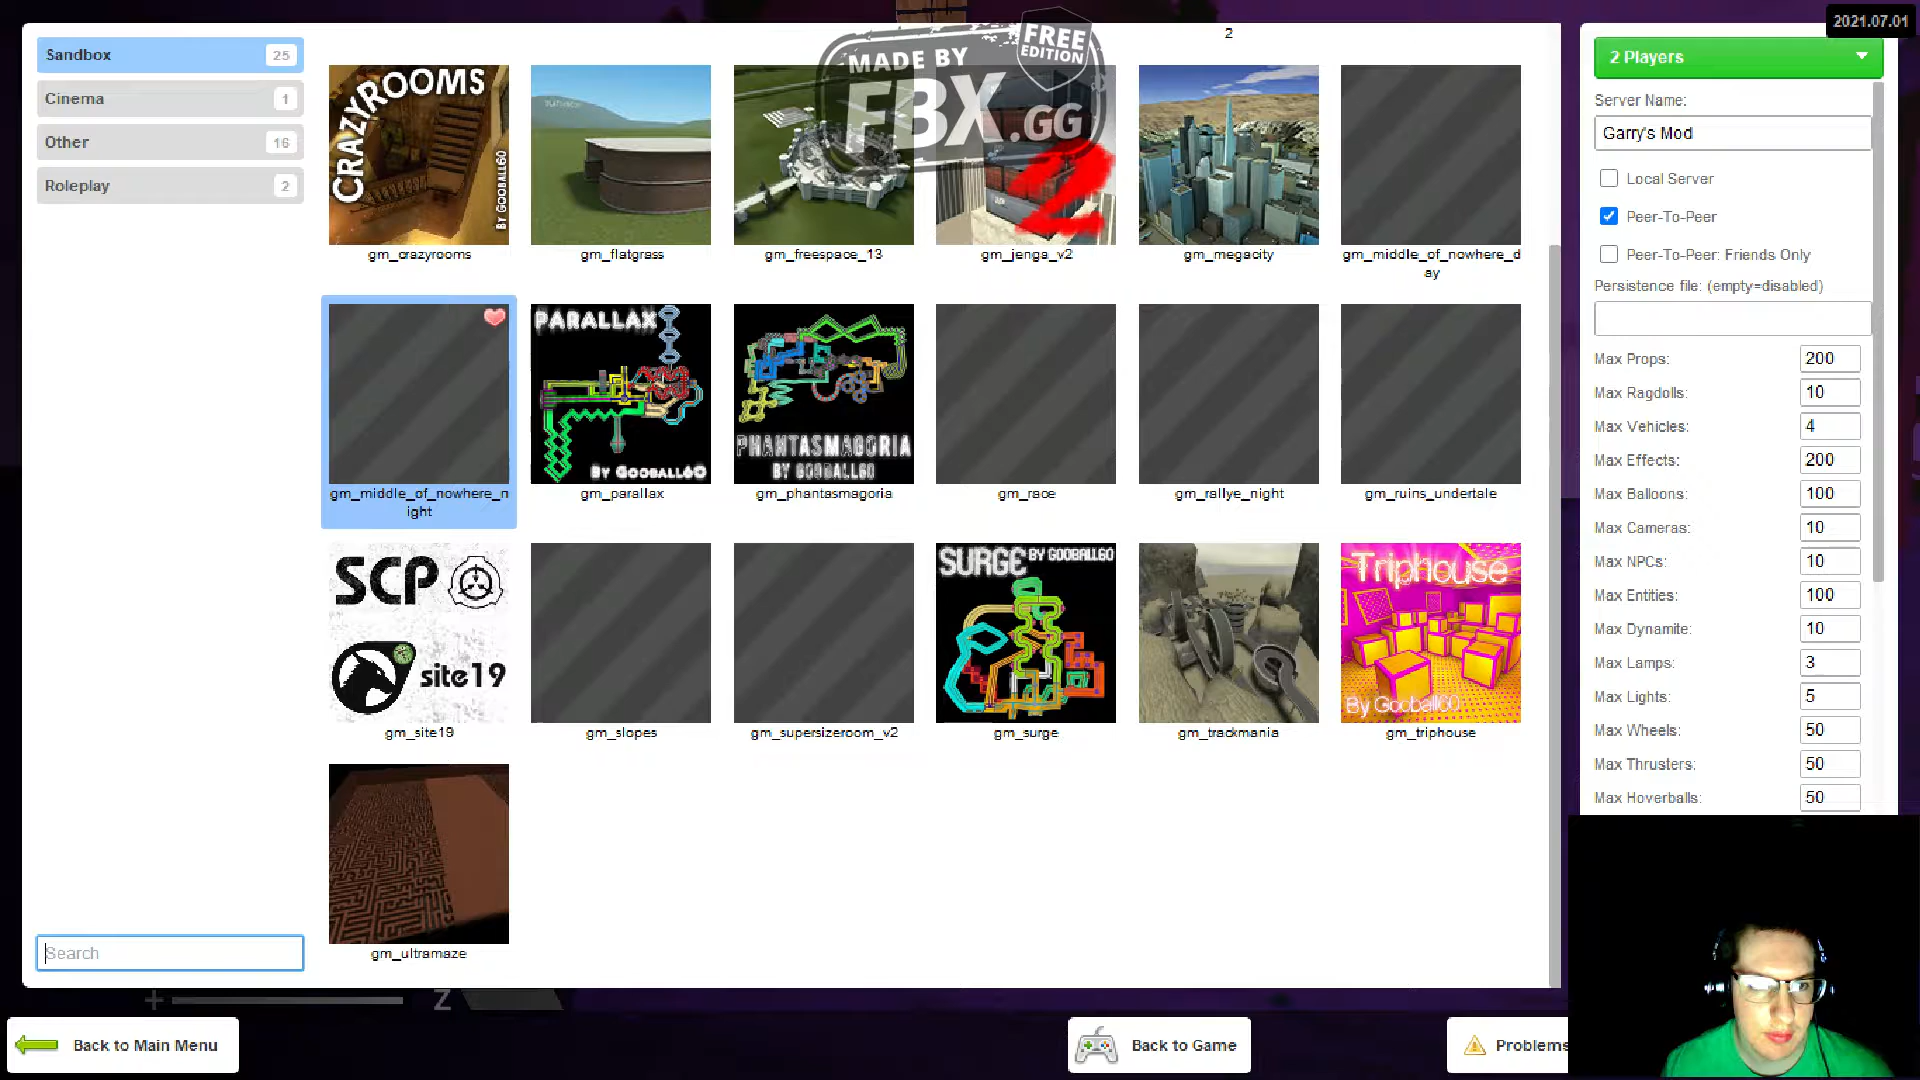 2021.07.01
Sandbox 25
Cinema 1
Other 16
Roleplay 2
Search
2
MADE BY
FBX.GG
FREE
EDITION
CRAZYROOMS
BY GOOBALL60
gm_crazyrooms
gm_flatgrass
gm_freespace_13
2
gm_jenga_v2
gm_megacity
gm_middle_of_nowhere_d
ay
gm_middle_of_nowhere_n
ight
PARALLAX
BY GOOBALL60
gm_parallax
PHANTASMAGORIA
BY GOOBALL60
gm_phantasmagoria
gm_race
gm_rallye_night
gm_ruins_undertale
SCP
site19
gm_site19
gm_slopes
gm_supersizeroom_v2
SURGE BY GOOBALL60
gm_surge
gm_trackmania
Triphouse
By Gooball60
gm_triphouse
gm_ultramaze
2 Players
Server Name:
Garry's Mod
Local Server
Peer-To-Peer
Peer-To-Peer: Friends Only
Persistence file: (empty=disabled)
Max Props: 200
Max Ragdolls: 10
Max Vehicles: 4
Max Effects: 200
Max Balloons: 100
Max Cameras: 10
Max NPCs: 10
Max Entities: 100
Max Dynamite: 10
Max Lamps: 3
Max Lights: 5
Max Wheels: 50
Max Thrusters: 50
Max Hoverballs: 50
+ Z
Back to Main Menu
Back to Game
Problems